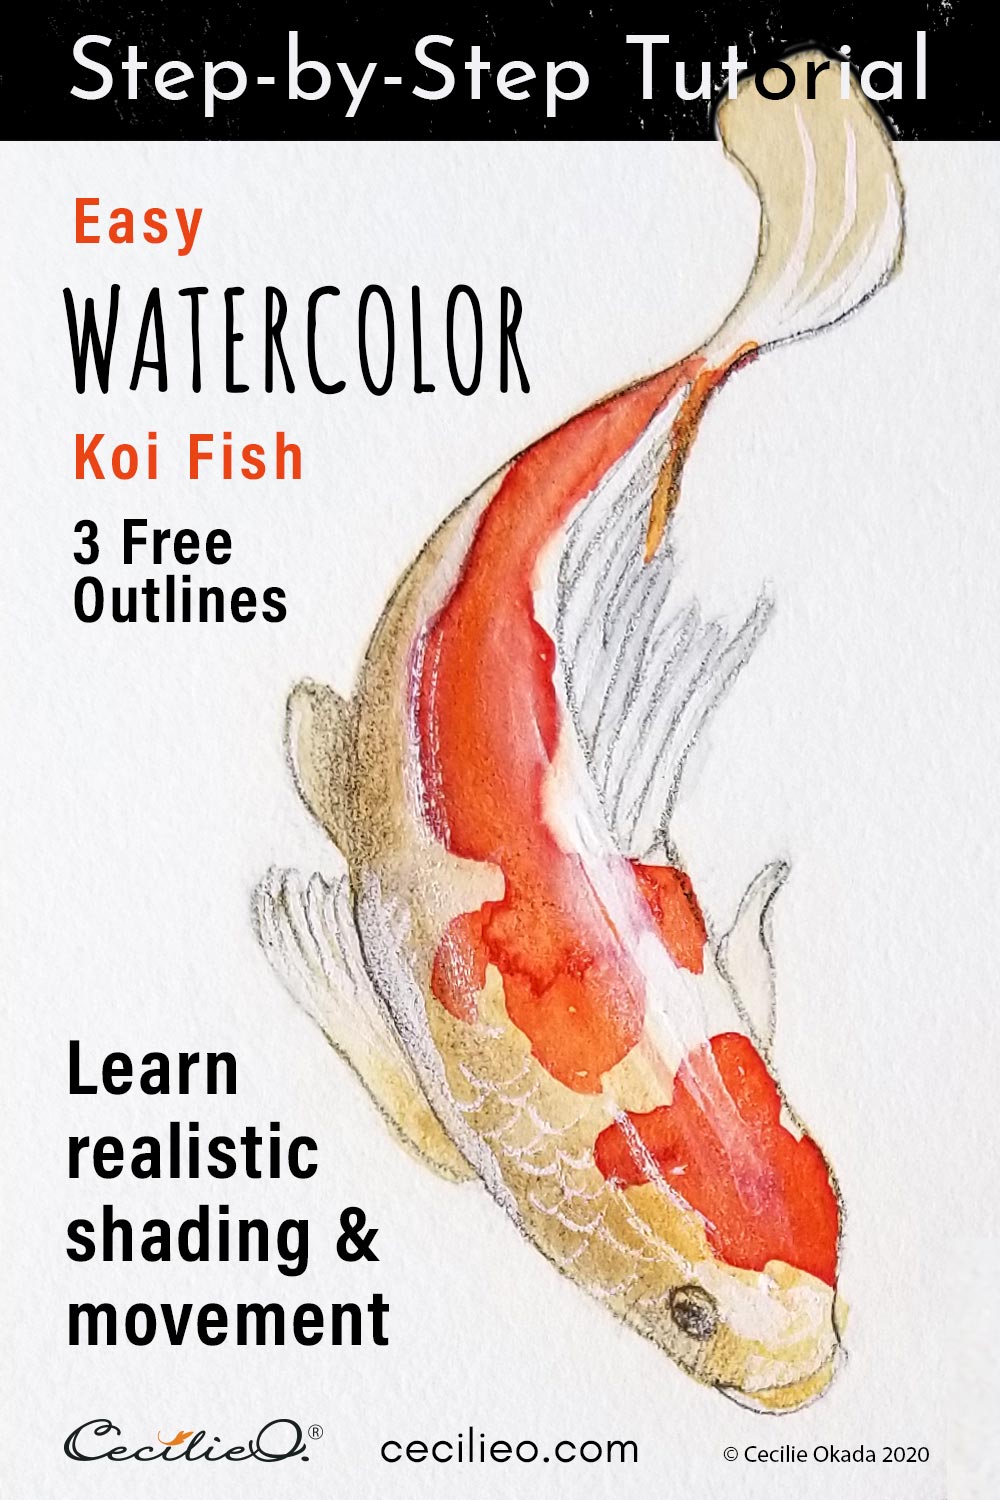 Step-by-Step Tutorial
Easy
WATERCOLOR
Koi Fish
3 Free
Outlines
Learn
realistic
shading &
movement
CecilieO.®
cecilieo.com
© Cecilie Okada 2020